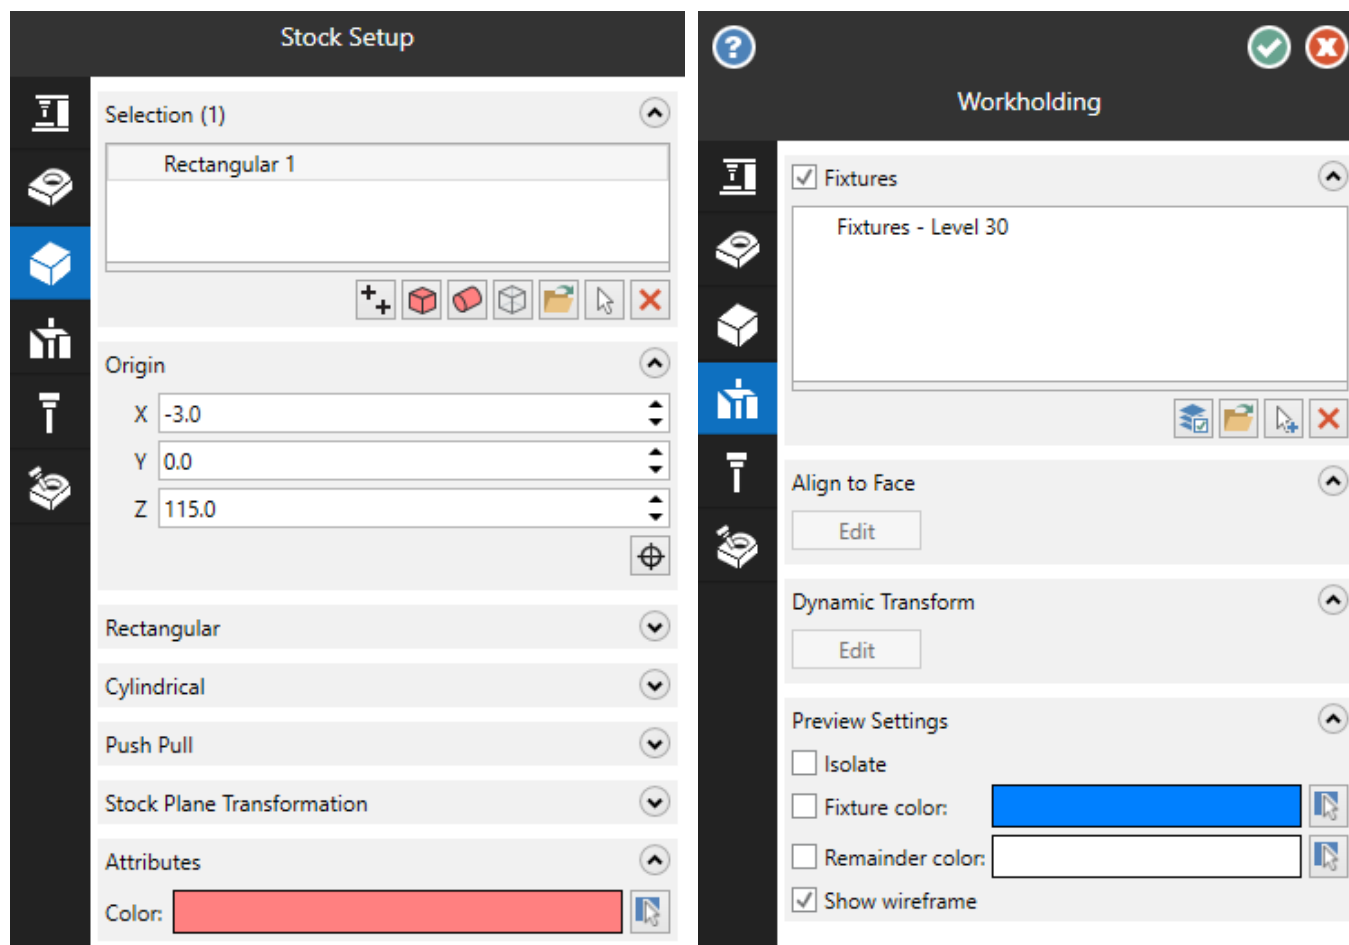 Stock Setup
Selection (1)
Rectangular 1
Origin
X -3.0
Y 0.0
Z 115.0
Rectangular
Cylindrical
Push Pull
Stock Plane Transformation
Attributes
Color:
?
Workholding
Fixtures
Fixtures - Level 30
Align to Face
Edit
Dynamic Transform
Edit
Preview Settings
Isolate
Fixture color:
Remainder color:
Show wireframe